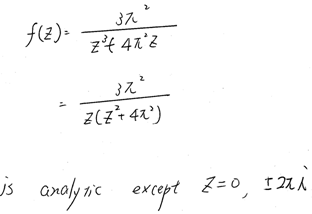 f(z) = 3π² / (z³ + 4π²z)
= 3π² / (z(z² + 4π²))
is analytic except z=0, ±2πi